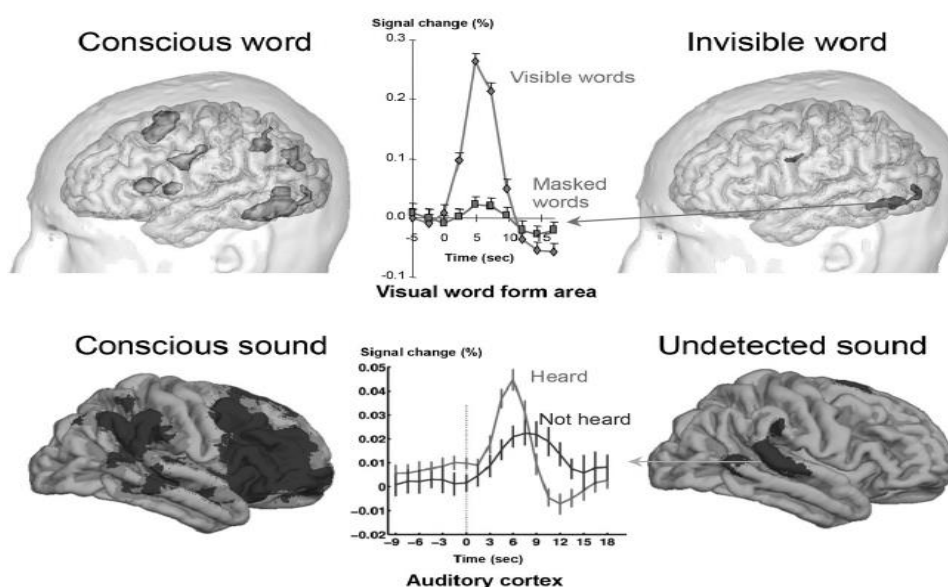 Signal change (%)
Conscious word
Invisible word
0.3
Visible words
0.2
0.1
Masked
words
0.0
-5 0 5 10 15
-0.1
Time (sec)
Visual word form area
Conscious sound
Signal change (%)
Undetected sound
0.05
Heard
0.04
Not heard
0.03
0.02
0.01
0
-0.01
-0.02
-9 -6 -3 0 3 6 9 12 15 18
Time (sec)
Auditory cortex